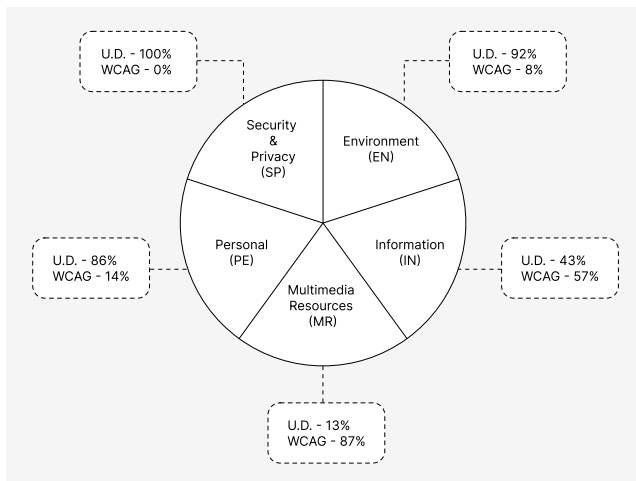 U.D. - 100%
WCAG - 0%
U.D. - 92%
WCAG - 8%
Security
&
Privacy
(SP)
Environment
(EN)
U.D. - 86%
WCAG - 14%
Personal
(PE)
Information
(IN)
U.D. - 43%
WCAG - 57%
Multimedia
Resources
(MR)
U.D. - 13%
WCAG - 87%